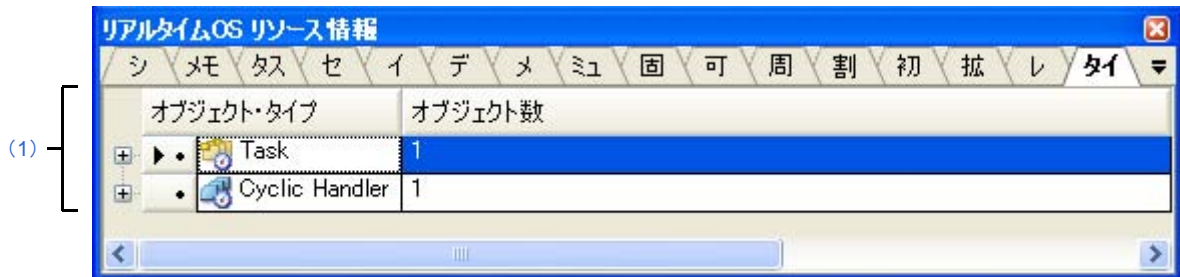 リアルタイムOS リソース情報
シ メモ タス セ イ デ メ ミュ 固 可 周 割 初 拡 レ タイ
オブジェクト・タイプ オブジェクト数
(1)
Task 1
Cyclic Handler 1